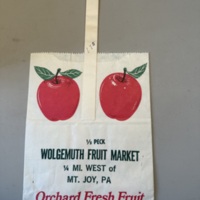 ½ PECK
WOLGEMUTH FRUIT MARKET
¼ MI. WEST of
MT. JOY, PA
Orchard Fresh Fruit